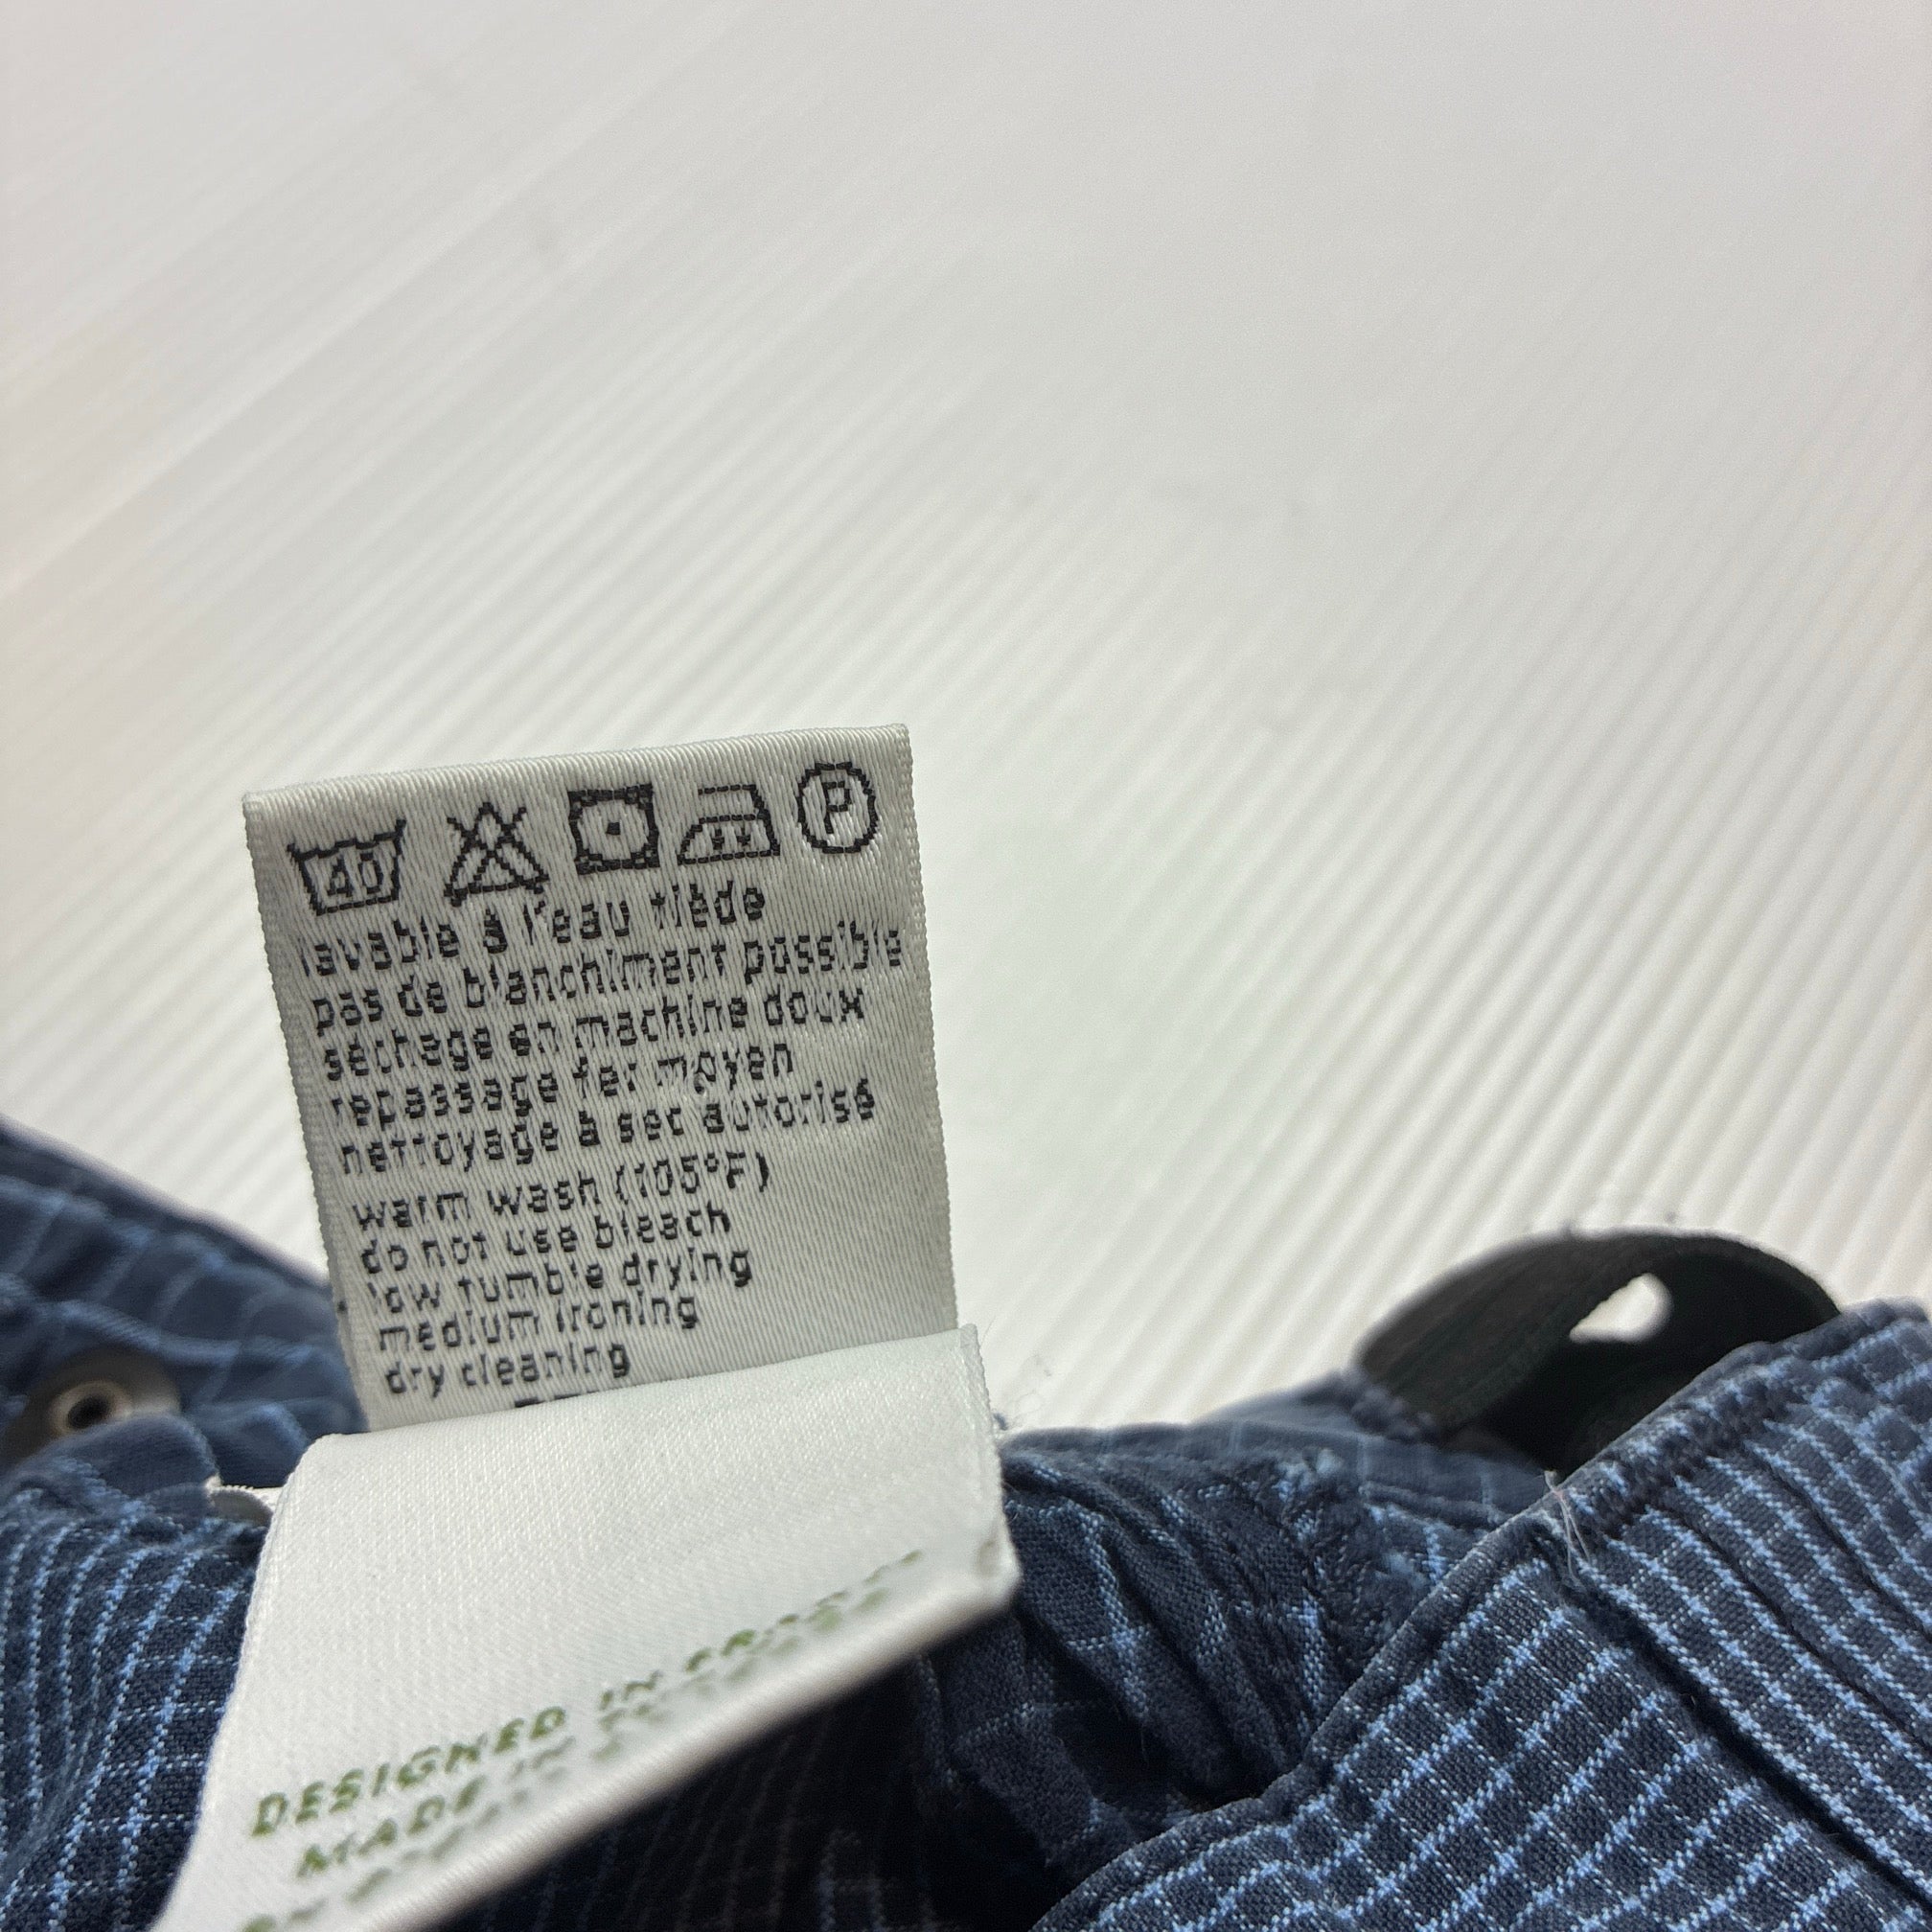 40 P
lavable à l'eau tiède
pas de blanchiment possible
séchage en machine doux
repassage fer moyen
nettoyage à sec autorisé
warm wash (105°F)
do not use bleach
low tumble drying
medium ironing
dry cleaning
DESIGNED IN
MADE IN